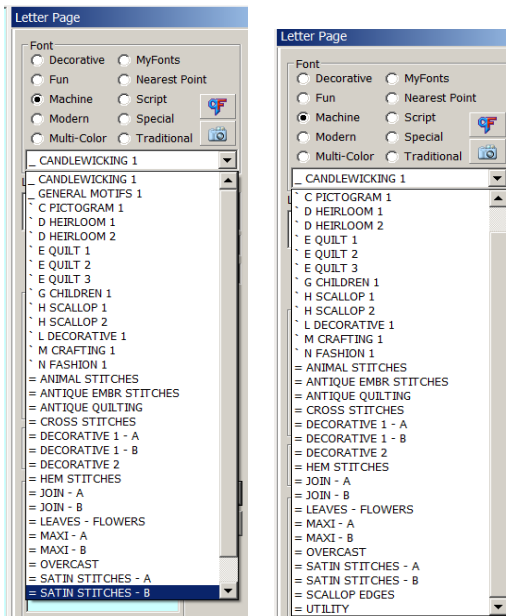 Letter Page
Font
Decorative MyFonts
Fun Nearest Point
Machine Script
Modern Special
Multi-Color Traditional
_ CANDLEWICKING 1
_ CANDLEWICKING 1
_ GENERAL MOTIFS 1
` C PICTOGRAM 1
` D HEIRLOOM 1
` D HEIRLOOM 2
` E QUILT 1
` E QUILT 2
` E QUILT 3
` G CHILDREN 1
` H SCALLOP 1
` H SCALLOP 2
` L DECORATIVE 1
` M CRAFTING 1
` N FASHION 1
= ANIMAL STITCHES
= ANTIQUE EMBR STITCHES
= ANTIQUE QUILTING
= CROSS STITCHES
= DECORATIVE 1 - A
= DECORATIVE 1 - B
= DECORATIVE 2
= HEM STITCHES
= JOIN - A
= JOIN - B
= LEAVES - FLOWERS
= MAXI - A
= MAXI - B
= OVERCAST
= SATIN STITCHES - A
= SATIN STITCHES - B
Letter Page
Font
Decorative MyFonts
Fun Nearest Point
Machine Script
Modern Special
Multi-Color Traditional
_ CANDLEWICKING 1
` C PICTOGRAM 1
` D HEIRLOOM 1
` D HEIRLOOM 2
` E QUILT 1
` E QUILT 2
` E QUILT 3
` G CHILDREN 1
` H SCALLOP 1
` H SCALLOP 2
` L DECORATIVE 1
` M CRAFTING 1
` N FASHION 1
= ANIMAL STITCHES
= ANTIQUE EMBR STITCHES
= ANTIQUE QUILTING
= CROSS STITCHES
= DECORATIVE 1 - A
= DECORATIVE 1 - B
= DECORATIVE 2
= HEM STITCHES
= JOIN - A
= JOIN - B
= LEAVES - FLOWERS
= MAXI - A
= MAXI - B
= OVERCAST
= SATIN STITCHES - A
= SATIN STITCHES - B
= SCALLOP EDGES
= UTILITY